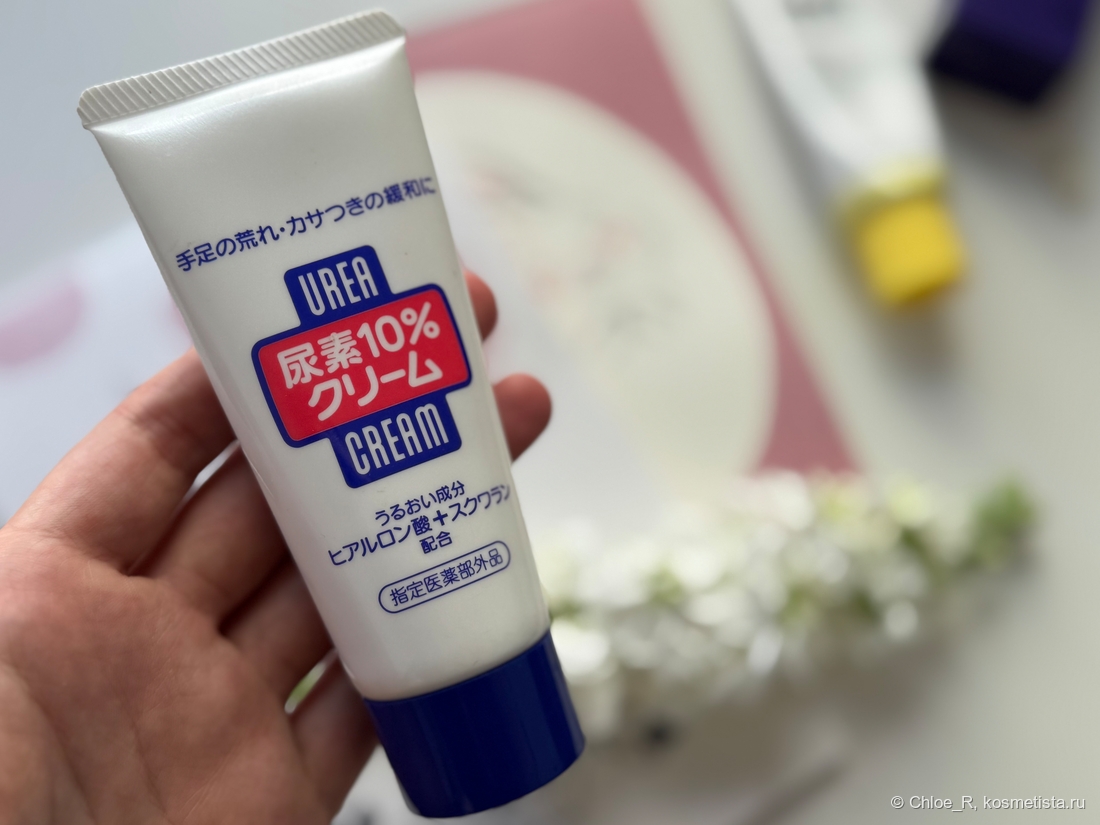 手足の荒れ・カサつきの緩和に
UREA
尿素10%
クリーム
CREAM
うるおい成分
ヒアルロン酸+スクワラン
配合
指定医薬部外品
© Chloe_R, kosmetista.ru